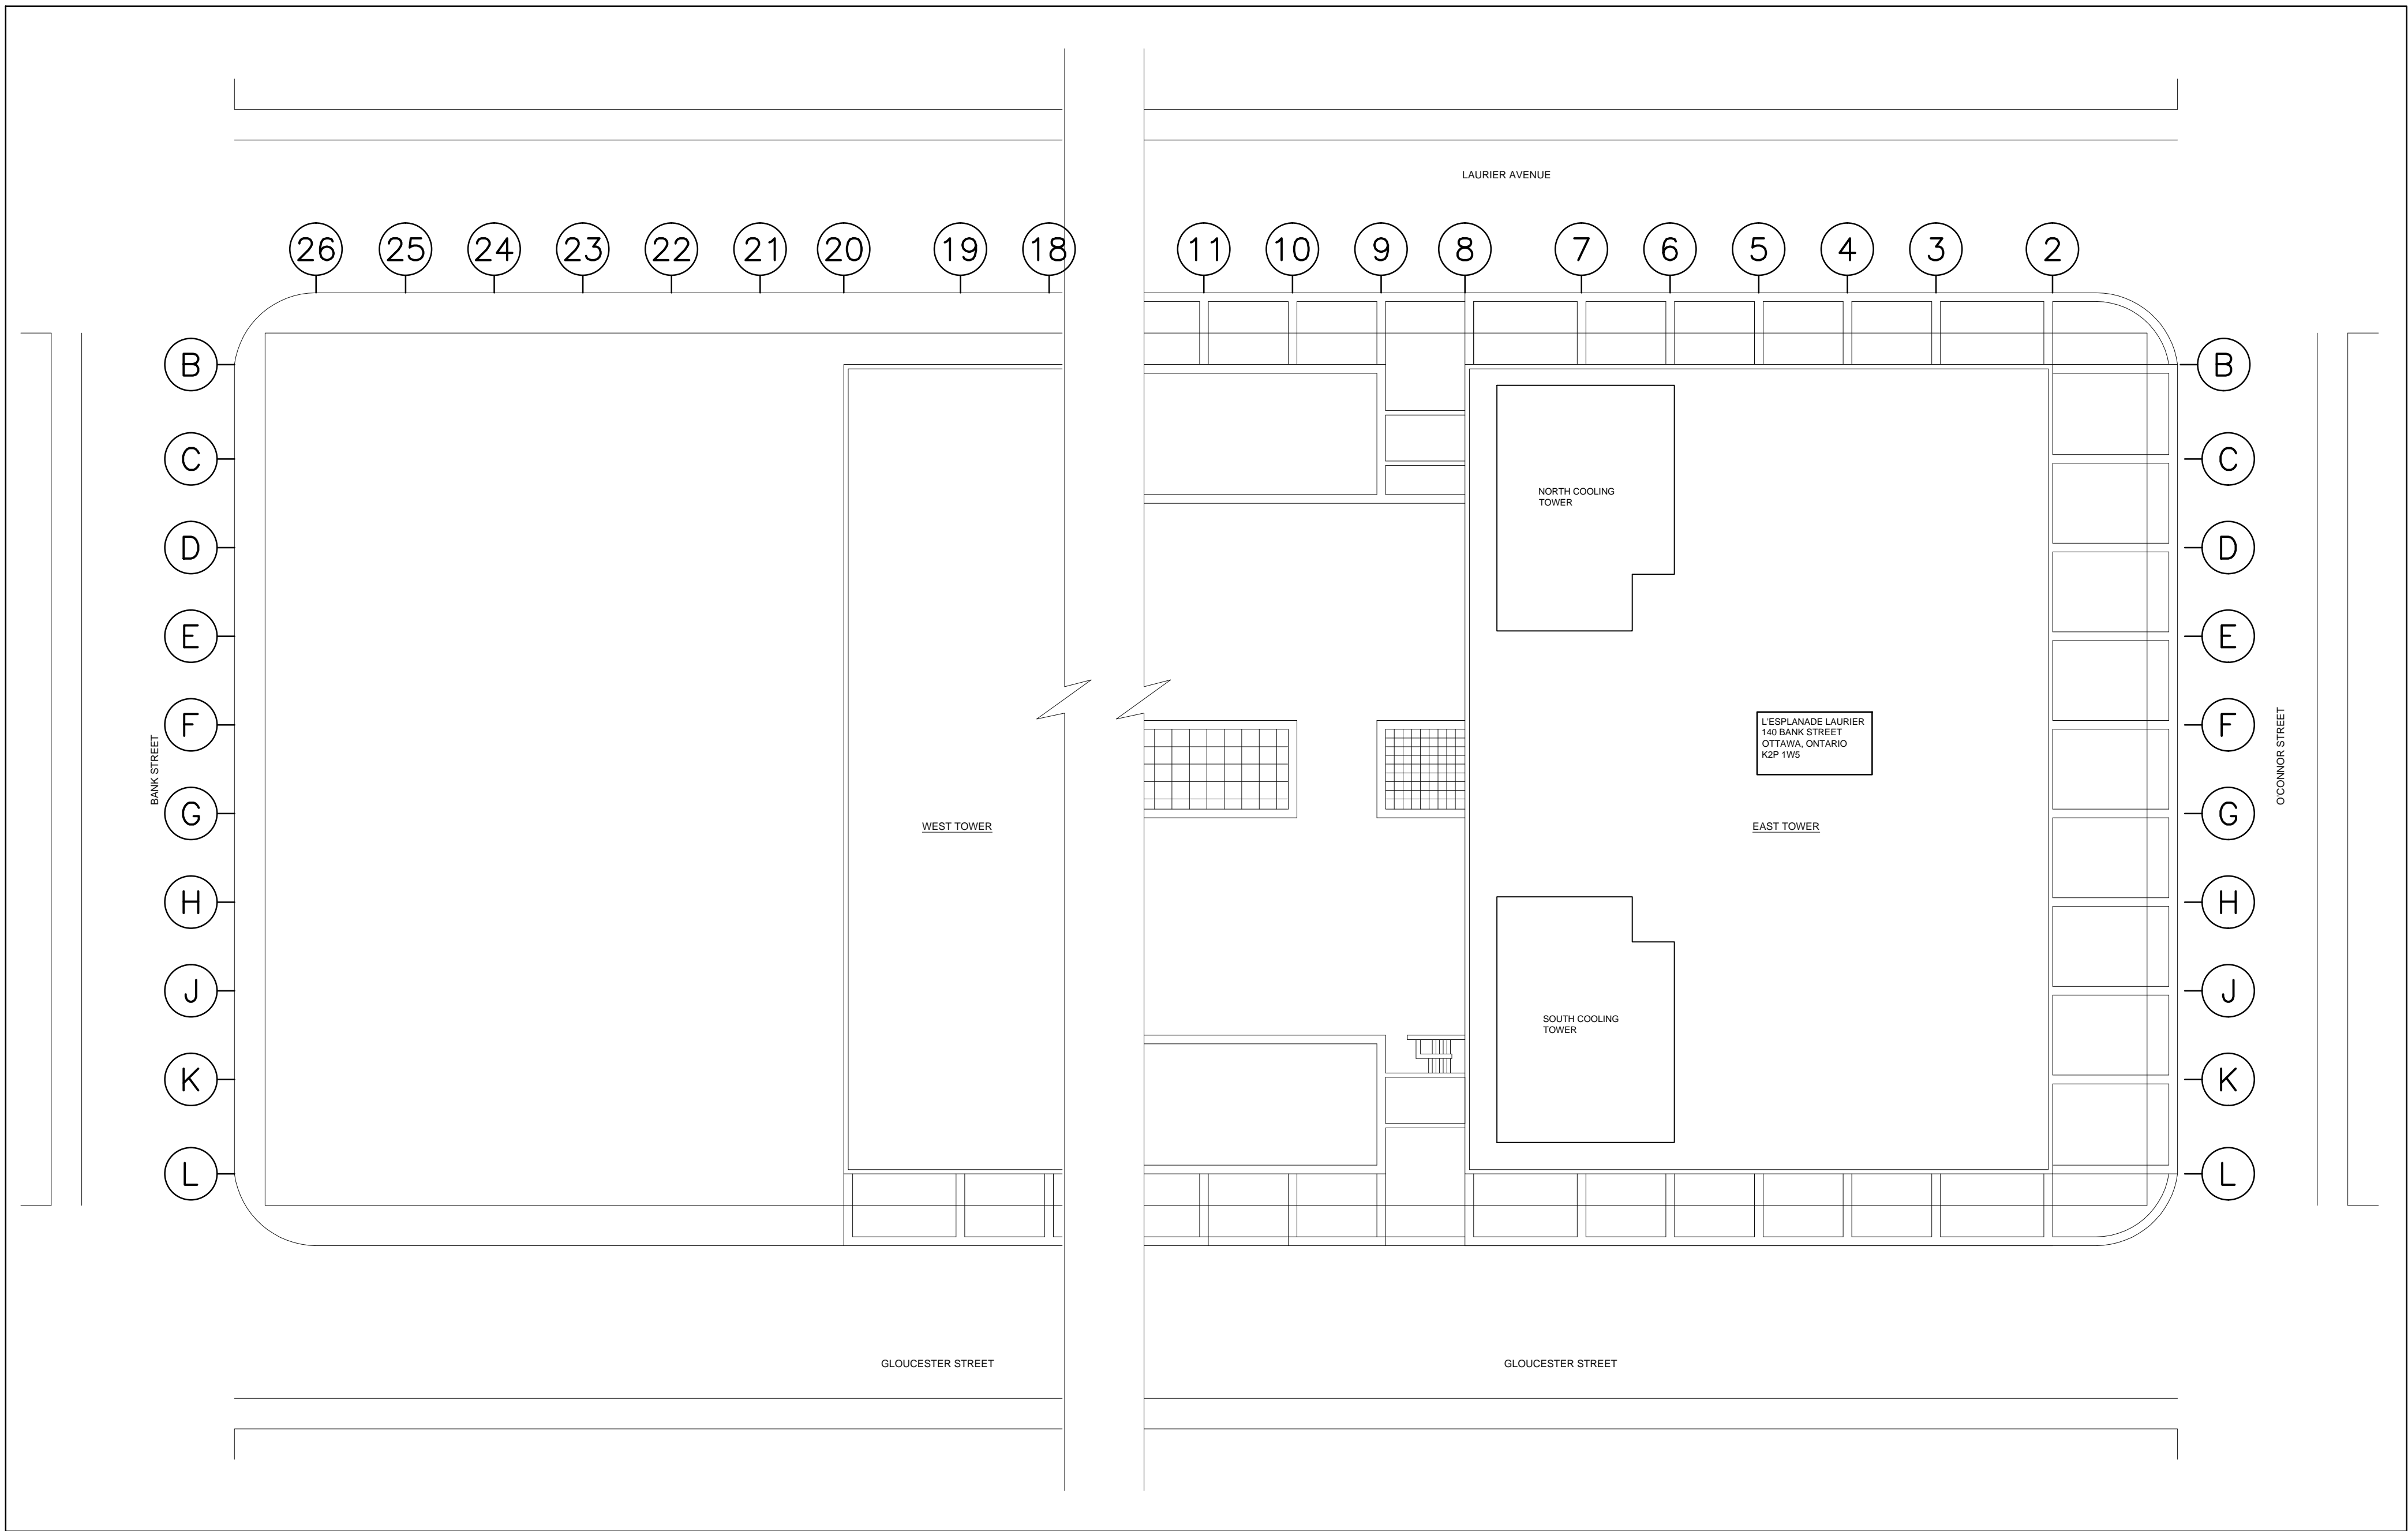 LAURIER AVENUE
26 25 24 23 22 21 20 19 18 11 10 9 8 7 6 5 4 3 2
B B
C C
NORTH COOLING
TOWER
D D
E E
F F
L'ESPLANADE LAURIER
140 BANK STREET
OTTAWA, ONTARIO
K2P 1W5
BANK STREET
O'CONNOR STREET
G G
WEST TOWER
EAST TOWER
H H
J J
SOUTH COOLING
TOWER
K K
L L
GLOUCESTER STREET
GLOUCESTER STREET